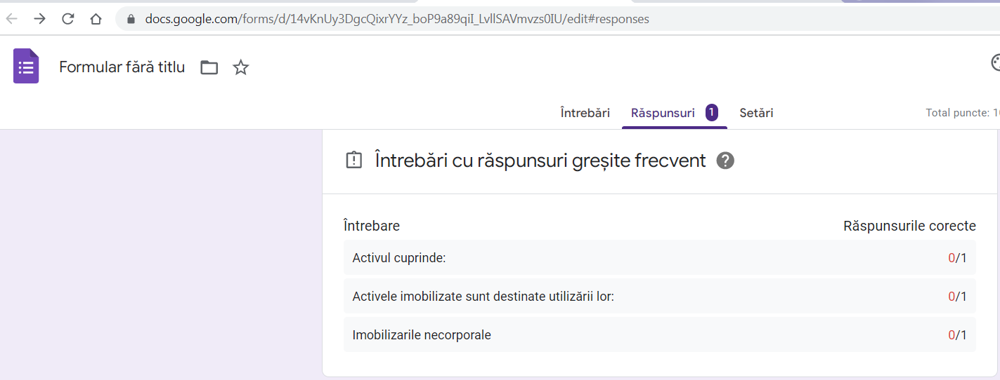 docs.google.com/forms/d/14vKnUy3DgcQixrYYz_boP9a89qiI_LvllSAVmvzs0IU/edit#responses
Formular fără titlu
Întrebări Răspunsuri 1 Setări Total puncte:
Întrebări cu răspunsuri greșite frecvent
Întrebare Răspunsurile corecte
Activul cuprinde: 0/1
Activele imobilizate sunt destinate utilizării lor: 0/1
Imobilizarile necorporale 0/1